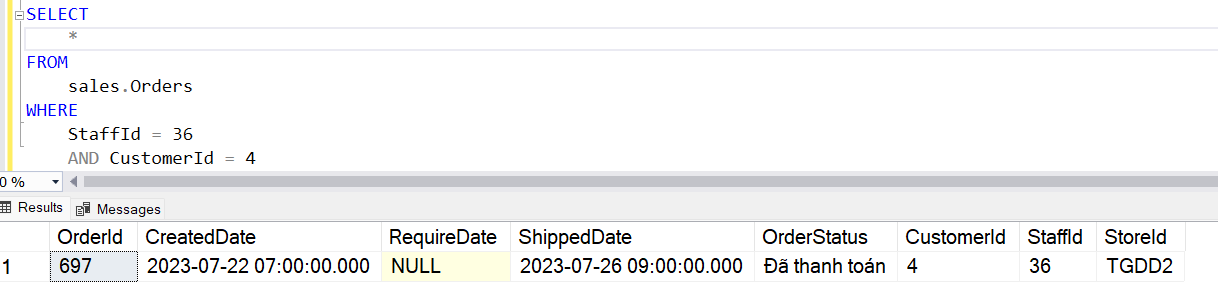 SELECT
*
FROM
sales.Orders
WHERE
StaffId = 36
AND CustomerId = 4
0 %
Results Messages
OrderId CreatedDate RequireDate ShippedDate OrderStatus CustomerId StaffId StoreId
1 697 2023-07-22 07:00:00.000 NULL 2023-07-26 09:00:00.000 Đã thanh toán 4 36 TGDD2